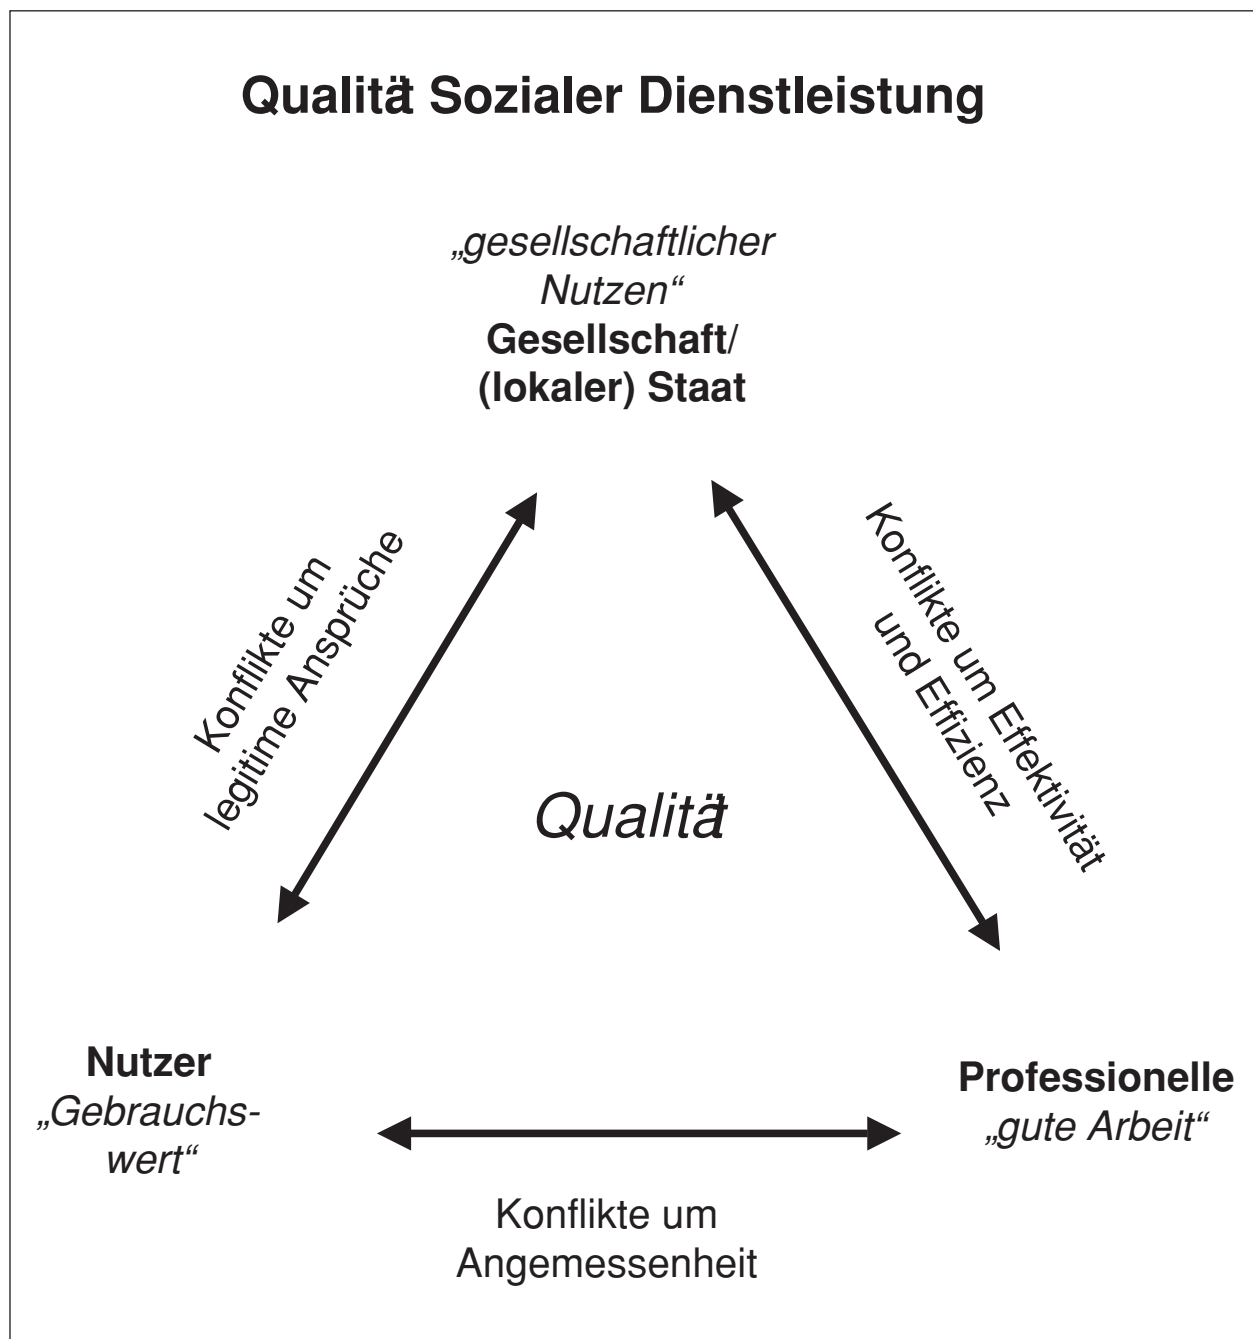 Qualität Sozialer Dienstleistung
„gesellschaftlicher
Nutzen“
Gesellschaft/
(lokaler) Staat
Konflikte um
legitime Ansprüche
Konflikte um Effektivität
und Effizienz
Qualität
Nutzer
„Gebrauchs-
wert“
Professionelle
„gute Arbeit“
Konflikte um
Angemessenheit